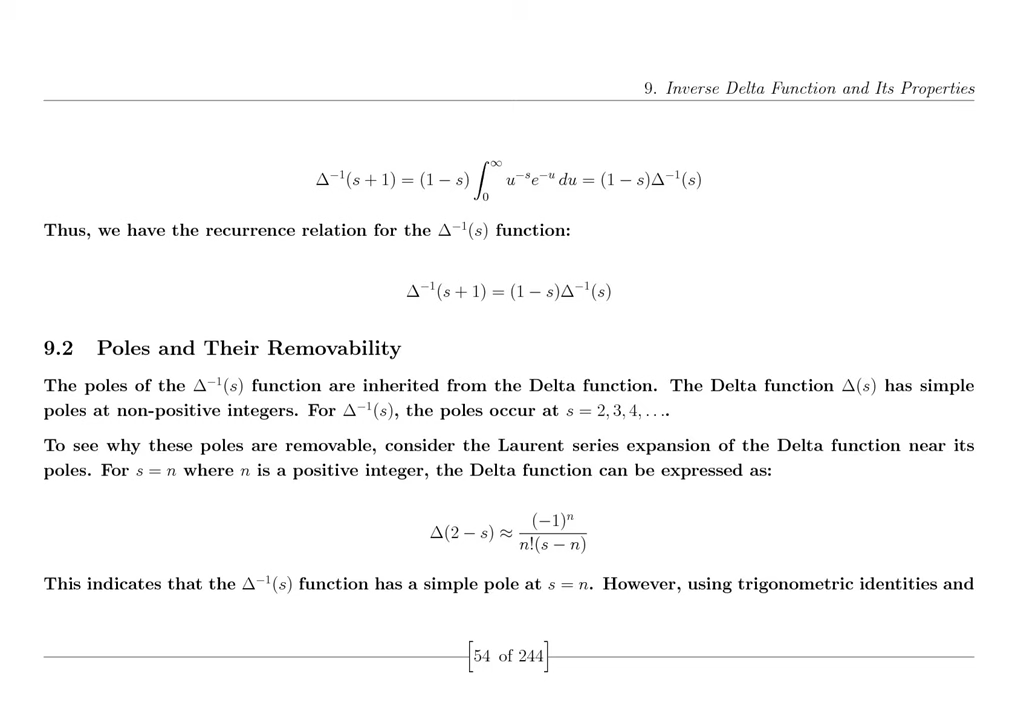 9. Inverse Delta Function and Its Properties
Δ⁻¹(s + 1) = (1 − s) ∫₀^∞ u⁻ˢe⁻ᵘ du = (1 − s)Δ⁻¹(s)
Thus, we have the recurrence relation for the Δ⁻¹(s) function:
Δ⁻¹(s + 1) = (1 − s)Δ⁻¹(s)
9.2 Poles and Their Removability
The poles of the Δ⁻¹(s) function are inherited from the Delta function. The Delta function Δ(s) has simple
poles at non-positive integers. For Δ⁻¹(s), the poles occur at s = 2, 3, 4, . . ..
To see why these poles are removable, consider the Laurent series expansion of the Delta function near its
poles. For s = n where n is a positive integer, the Delta function can be expressed as:
Δ(2 − s) ≈ (−1)ⁿ / n!(s − n)
This indicates that the Δ⁻¹(s) function has a simple pole at s = n. However, using trigonometric identities and
[54 of 244]